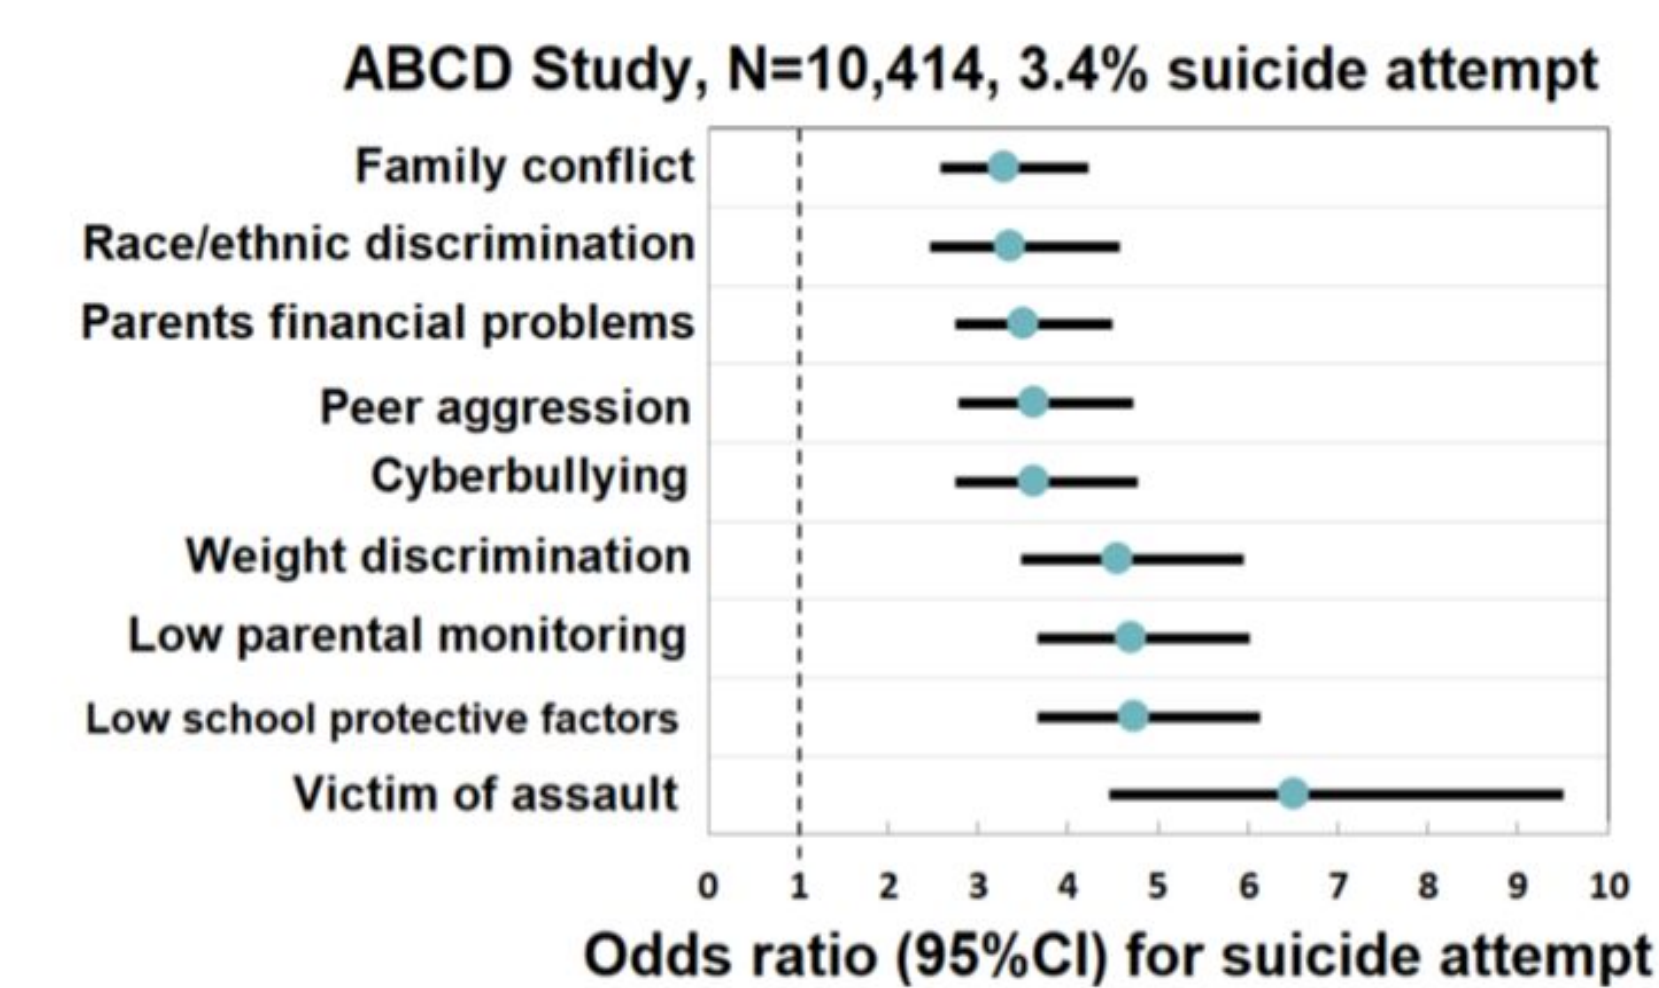 ABCD Study, N=10,414, 3.4% suicide attempt
Family conflict
Race/ethnic discrimination
Parents financial problems
Peer aggression
Cyberbullying
Weight discrimination
Low parental monitoring
Low school protective factors
Victim of assault
0 1 2 3 4 5 6 7 8 9 10
Odds ratio (95%CI) for suicide attempt